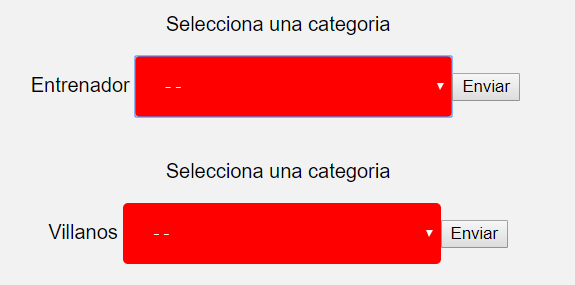 Selecciona una categoria
Entrenador -- Enviar
Selecciona una categoria
Villanos -- Enviar